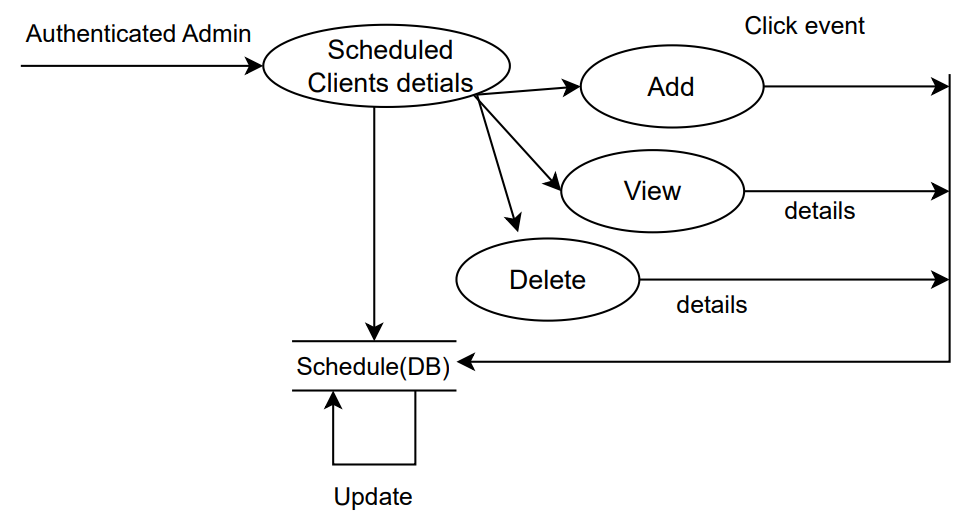 Authenticated Admin
Scheduled
Clients detials
Click event
Add
View
details
Delete
details
Schedule(DB)
Update